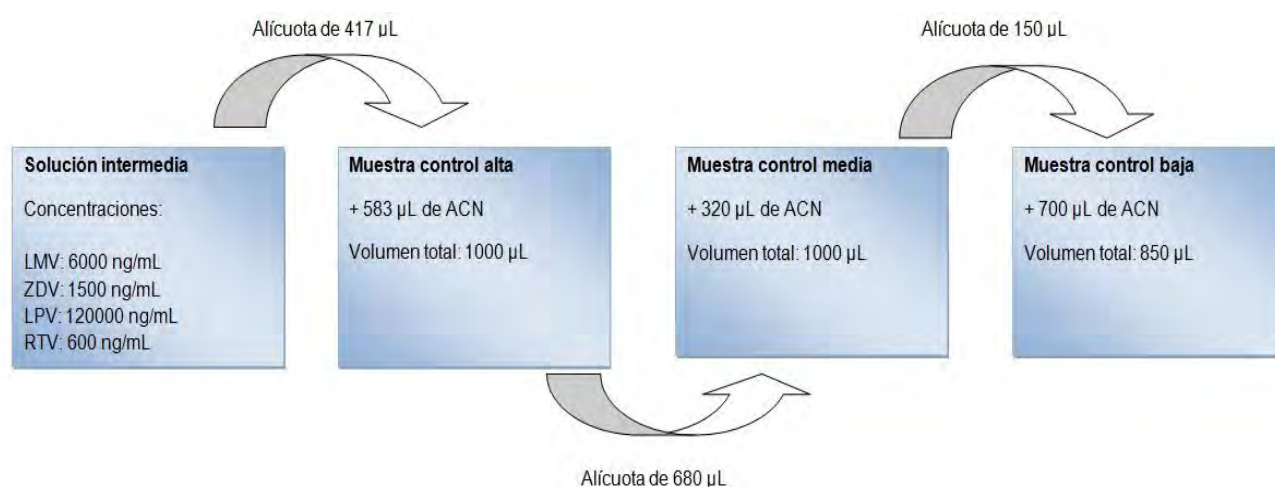 Alícuota de 417 µL
Alícuota de 150 µL
Solución intermedia
Concentraciones:
LMV: 6000 ng/mL
ZDV: 1500 ng/mL
LPV: 120000 ng/mL
RTV: 600 ng/mL
Muestra control alta
+ 583 µL de ACN
Volumen total: 1000 µL
Muestra control media
+ 320 µL de ACN
Volumen total: 1000 µL
Muestra control baja
+ 700 µL de ACN
Volumen total: 850 µL
Alícuota de 680 µL